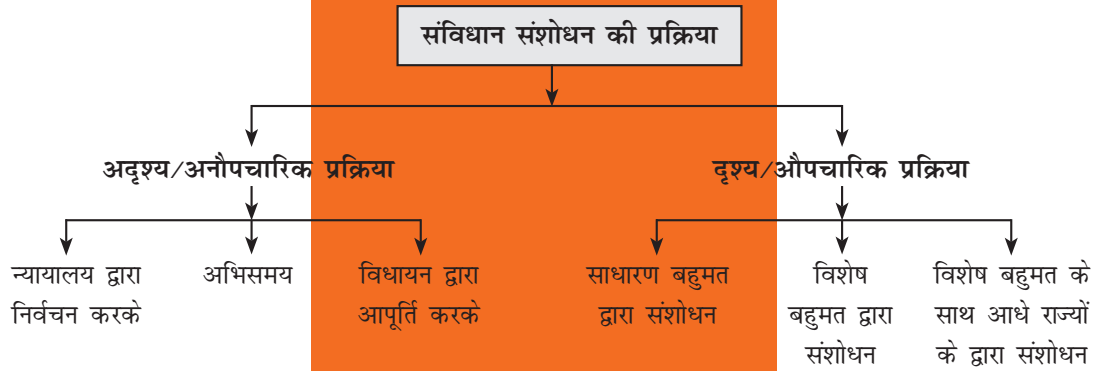 संविधान संशोधन की प्रक्रिया
अदृश्य/अनौपचारिक प्रक्रिया
दृश्य/औपचारिक प्रक्रिया
न्यायालय द्वारा
निर्वचन करके
अभिसमय
विधायन द्वारा
आपूर्ति करके
साधारण बहुमत
द्वारा संशोधन
विशेष
बहुमत द्वारा
संशोधन
विशेष बहुमत के
साथ आधे राज्यों
के द्वारा संशोधन